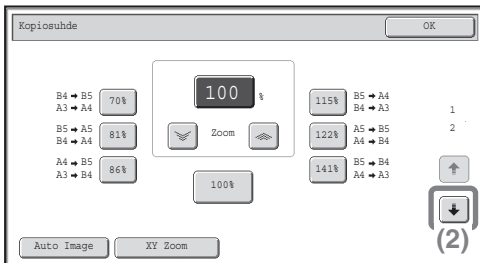 Kopiosuhde
OK
B4 → B5
A3 → A4
70%
B5 → A5
B4 → A4
81%
A4 → B5
A3 → B4
86%
100 %
Zoom
100%
115%
B5 → A4
B4 → A3
122%
A5 → B5
A4 → B4
141%
B5 → B4
A4 → A3
1
2
(2)
Auto Image
XY Zoom